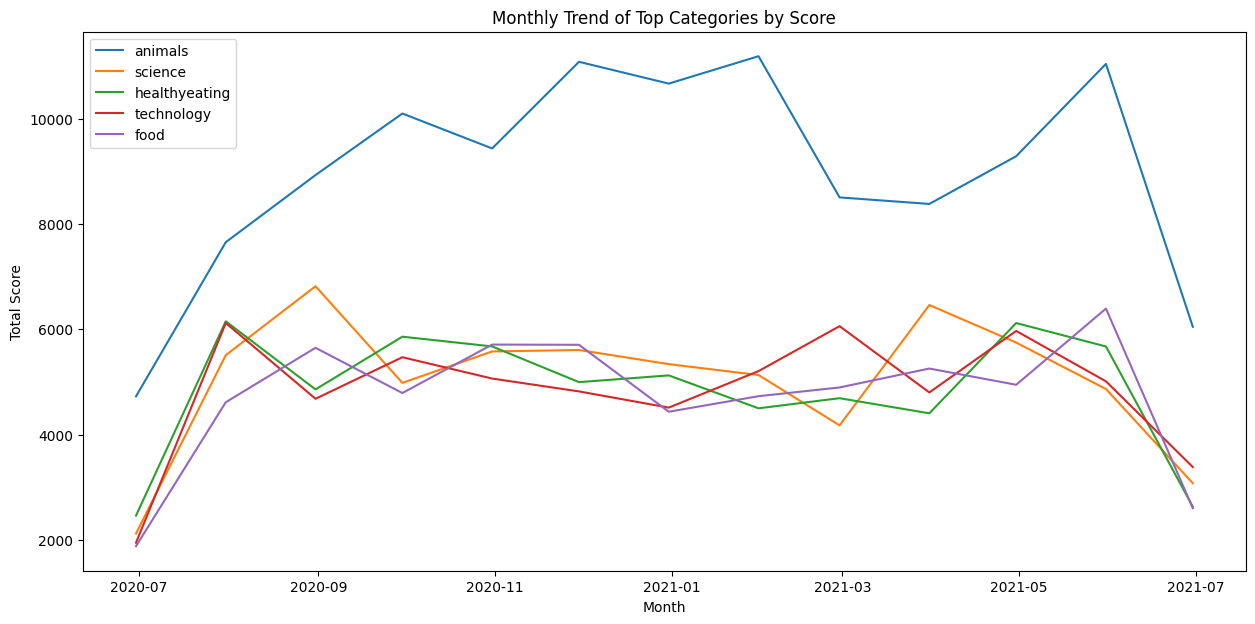 Monthly Trend of Top Categories by Score
animals
science
healthyeating
technology
food
Total Score
10000
8000
6000
4000
2000
2020-07 2020-09 2020-11 2021-01 2021-03 2021-05 2021-07
Month